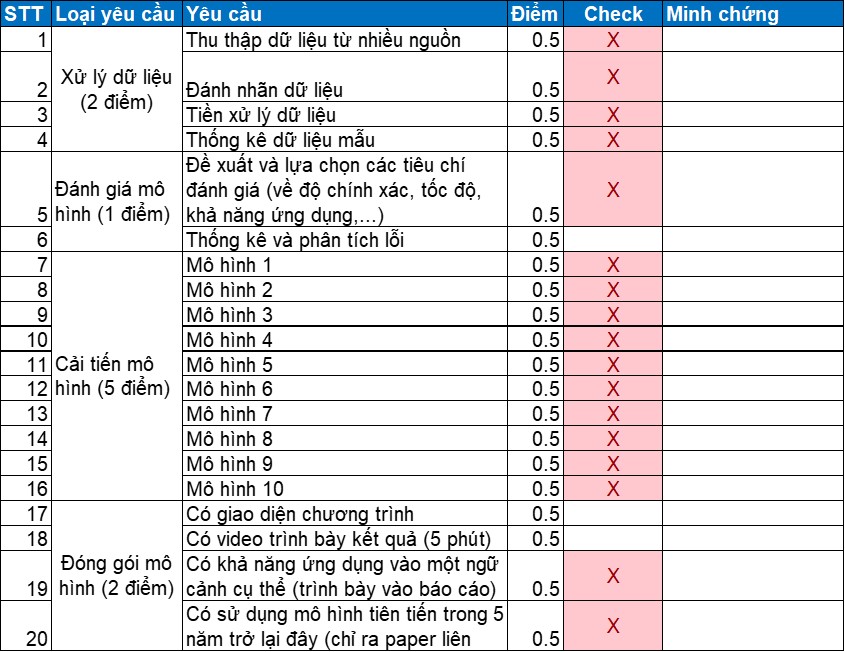 STT Loại yêu cầu Yêu cầu Điểm Check Minh chứng
1 Thu thập dữ liệu từ nhiều nguồn 0.5 X
Xử lý dữ liệu
(2 điểm)
2 Đánh nhãn dữ liệu 0.5 X
3 Tiền xử lý dữ liệu 0.5 X
4 Thống kê dữ liệu mẫu 0.5 X
Đánh giá mô
hình (1 điểm)
Đề xuất và lựa chọn các tiêu chí
đánh giá (về độ chính xác, tốc độ,
5 khả năng ứng dụng,…) 0.5 X
6 Thống kê và phân tích lỗi 0.5
7 Mô hình 1 0.5 X
8 Mô hình 2 0.5 X
9 Mô hình 3 0.5 X
10 Mô hình 4 0.5 X
Cải tiến mô
hình (5 điểm)
11 Mô hình 5 0.5 X
12 Mô hình 6 0.5 X
13 Mô hình 7 0.5 X
14 Mô hình 8 0.5 X
15 Mô hình 9 0.5 X
16 Mô hình 10 0.5 X
17 Có giao diện chương trình 0.5
18 Có video trình bày kết quả (5 phút) 0.5
Đóng gói mô
hình (2 điểm)
Có khả năng ứng dụng vào một ngữ
19 cảnh cụ thể (trình bày vào báo cáo) 0.5 X
Có sử dụng mô hình tiên tiến trong 5
20 năm trở lại đây (chỉ ra paper liên 0.5 X